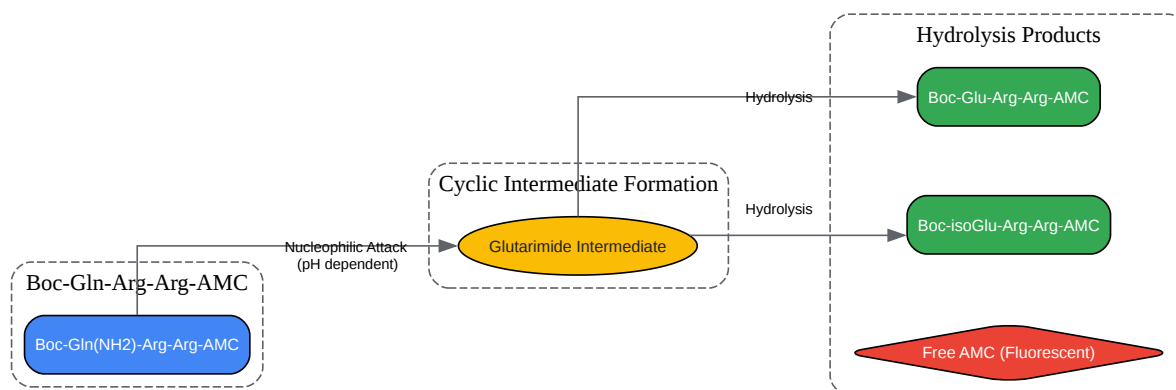 Hydrolysis Products
Hydrolysis
Boc-Glu-Arg-Arg-AMC
Cyclic Intermediate Formation
Hydrolysis
Boc-isoGlu-Arg-Arg-AMC
Nucleophilic Attack
(pH dependent)
Glutarimide Intermediate
Boc-Gln-Arg-Arg-AMC
Boc-Gln(NH2)-Arg-Arg-AMC
Free AMC (Fluorescent)